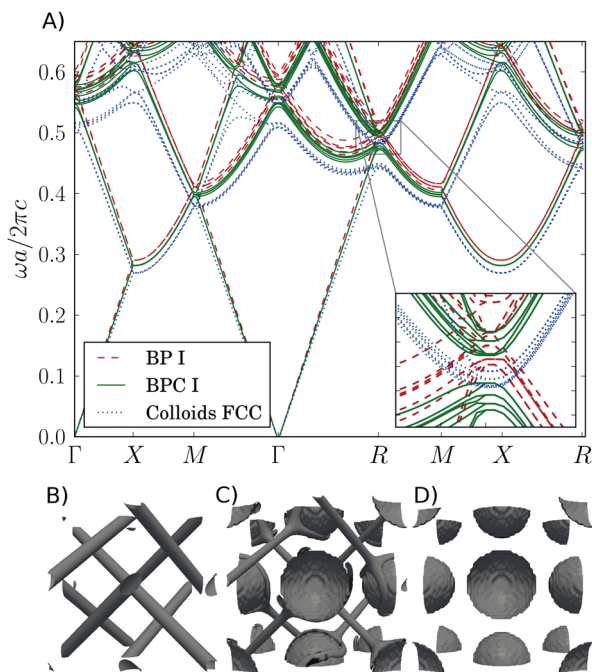 A)
0.6
0.5
0.4
0.3
0.2
0.1
0.0
ωa/2πc
BP I
BPC I
Colloids FCC
Γ X M Γ R M X R
B) C) D)